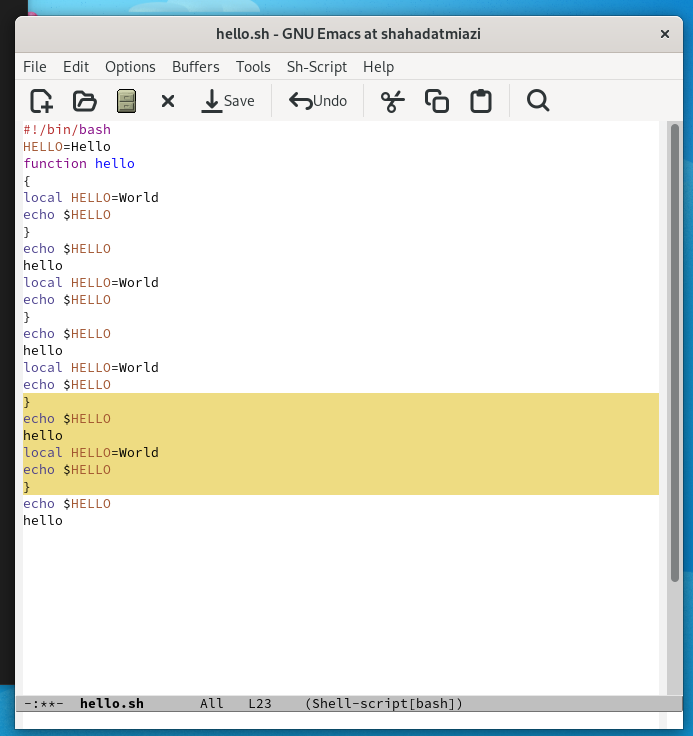 hello.sh - GNU Emacs at shahadatmiazi
File Edit Options Buffers Tools Sh-Script Help
Save Undo
#!/bin/bash
HELLO=Hello
function hello
{
local HELLO=World
echo $HELLO
}
echo $HELLO
hello
local HELLO=World
echo $HELLO
}
echo $HELLO
hello
local HELLO=World
echo $HELLO
}
echo $HELLO
hello
local HELLO=World
echo $HELLO
}
echo $HELLO
hello
-:**- hello.sh All L23 (Shell-script[bash])